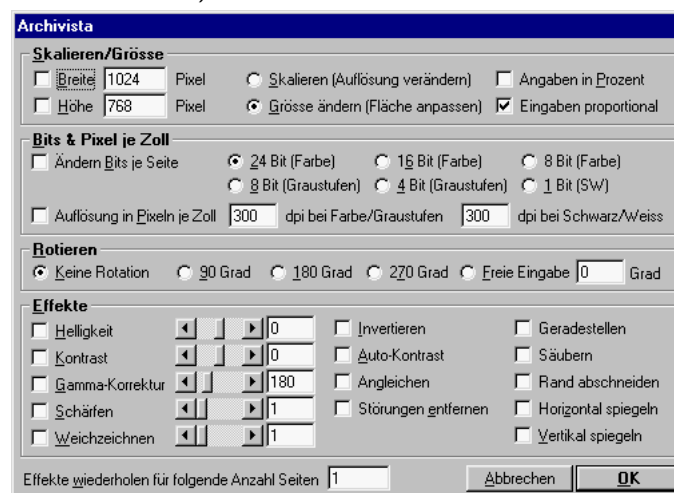 Archivista
Skalieren/Grösse
Breite 1024 Pixel Skalieren (Auflösung verändern) Angaben in Prozent
Höhe 768 Pixel Grösse ändern (Fläche anpassen) Eingaben proportional
Bits & Pixel je Zoll
Ändern Bits je Seite 24 Bit (Farbe) 16 Bit (Farbe) 8 Bit (Farbe)
8 Bit (Graustufen) 4 Bit (Graustufen) 1 Bit (SW)
Auflösung in Pixeln je Zoll 300 dpi bei Farbe/Graustufen 300 dpi bei Schwarz/Weiss
Rotieren
Keine Rotation 90 Grad 180 Grad 270 Grad Freie Eingabe 0 Grad
Effekte
Helligkeit 0 Invertieren Geradestellen
Kontrast 0 Auto-Kontrast Säubern
Gamma-Korrektur 180 Angleichen Rand abschneiden
Schärfen 1 Störungen entfernen Horizontal spiegeln
Weichzeichnen 1 Vertikal spiegeln
Effekte wiederholen für folgende Anzahl Seiten 1 Abbrechen OK